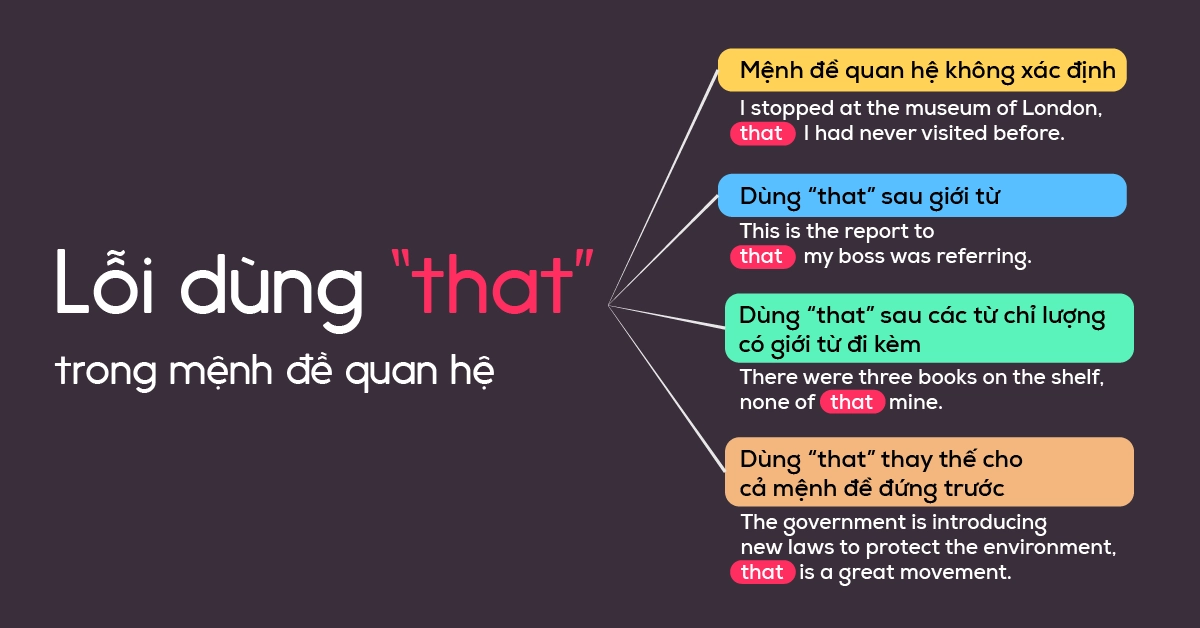 Lỗi dùng “that”
trong mệnh đề quan hệ
Mệnh đề quan hệ không xác định
I stopped at the museum of London,
that I had never visited before.
Dùng “that” sau giới từ
This is the report to
that my boss was referring.
Dùng “that” sau các từ chỉ lượng
có giới từ đi kèm
There were three books on the shelf,
none of that mine.
Dùng “that” thay thế cho
cả mệnh đề đứng trước
The government is introducing
new laws to protect the environment,
that is a great movement.